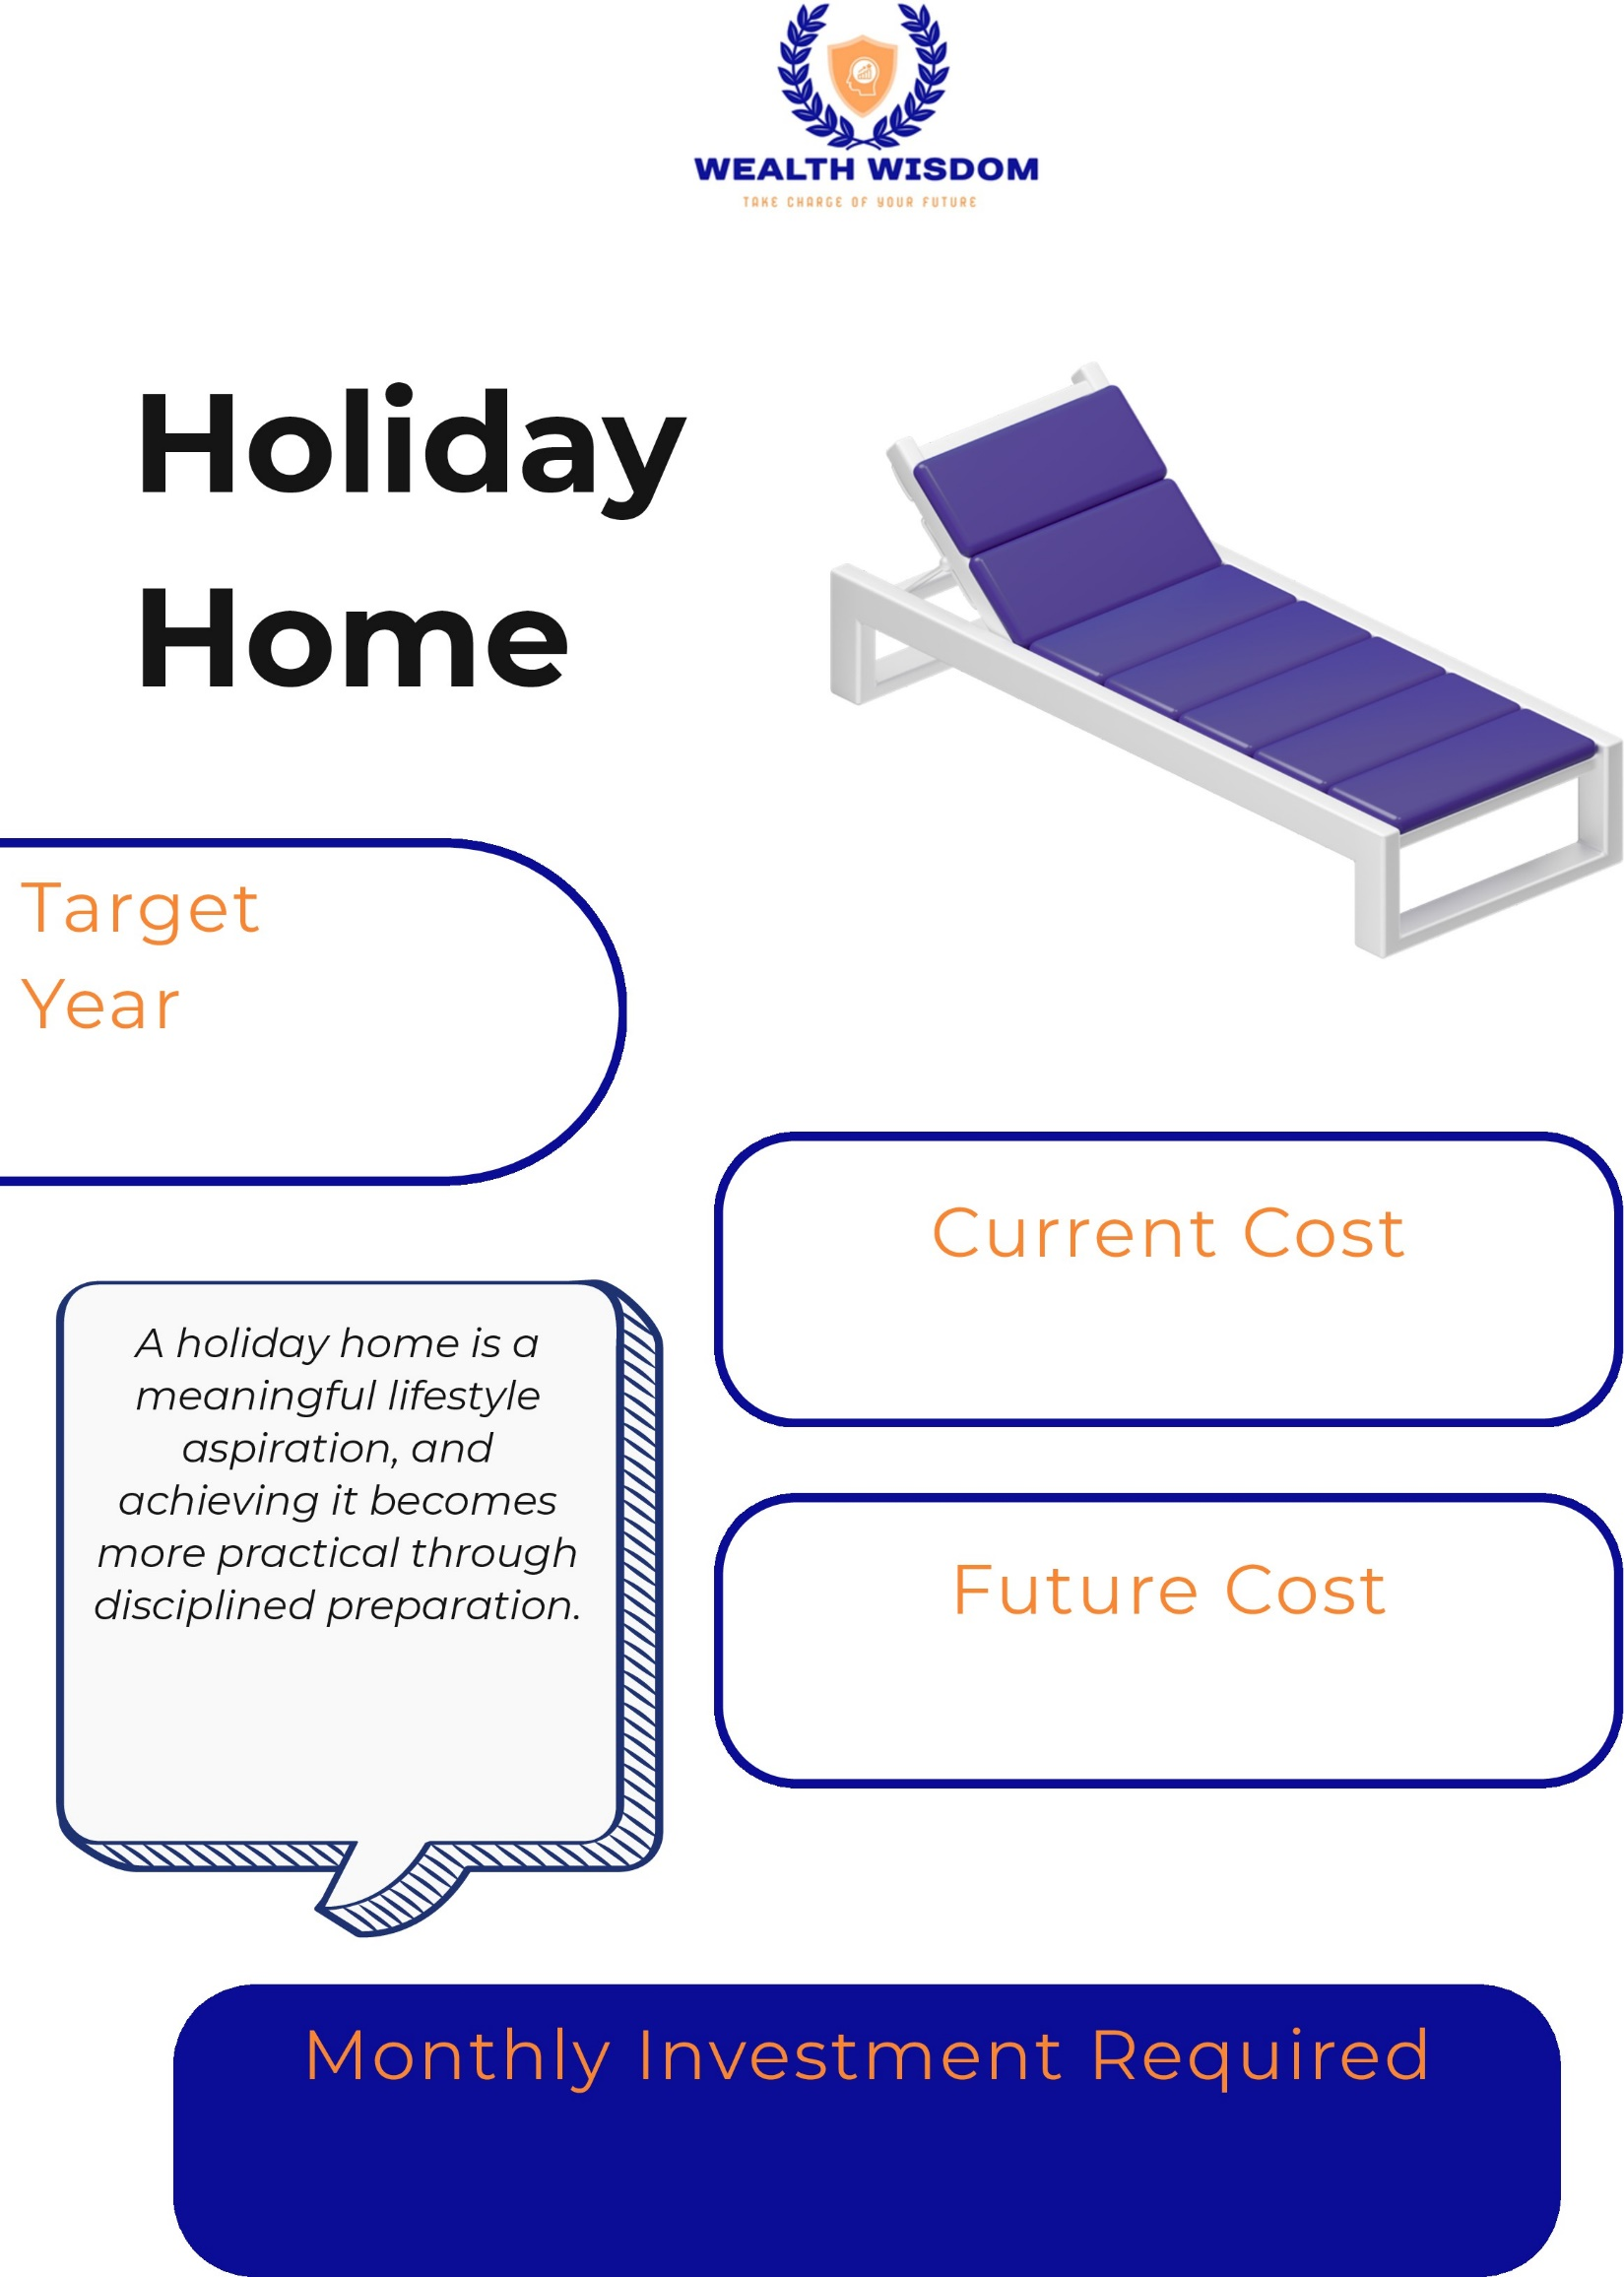 WEALTH WISDOM
TAKE CHARGE OF YOUR FUTURE
Holiday
Home
Target
Year
Current Cost
A holiday home is a
meaningful lifestyle
aspiration, and
achieving it becomes
more practical through
disciplined preparation.
Future Cost
Monthly Investment Required